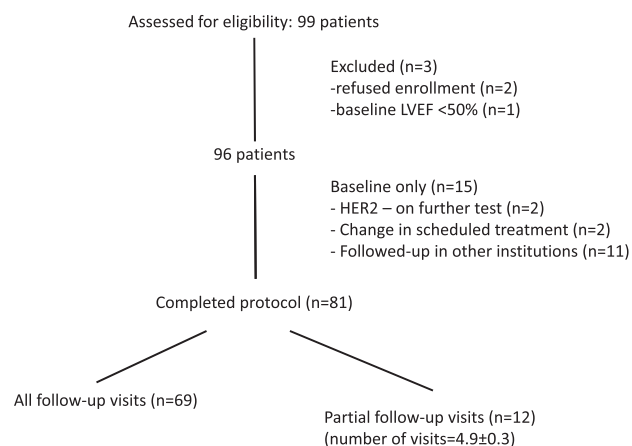 Assessed for eligibility: 99 patients
Excluded (n=3)
-refused enrollment (n=2)
-baseline LVEF <50% (n=1)
96 patients
Baseline only (n=15)
- HER2 – on further test (n=2)
- Change in scheduled treatment (n=2)
- Followed-up in other institutions (n=11)
Completed protocol (n=81)
All follow-up visits (n=69)
Partial follow-up visits (n=12)
(number of visits=4.9±0.3)